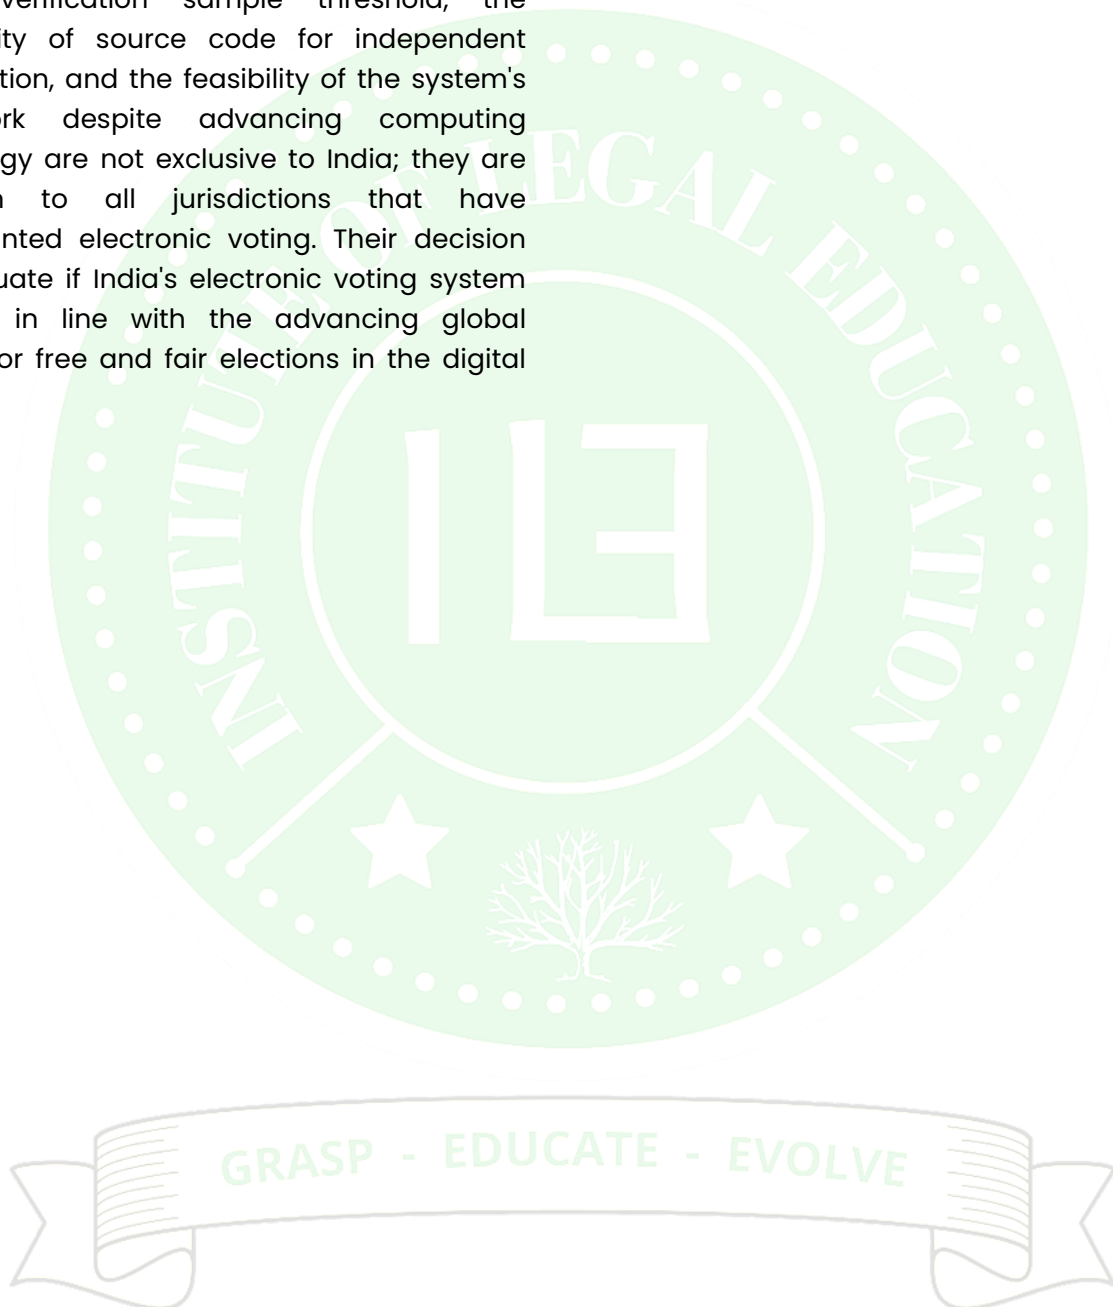 verification sample threshold, the
ity of source code for independent
tion, and the feasibility of the system's
rk despite advancing computing
gy are not exclusive to India; they are
to all jurisdictions that have
nted electronic voting. Their decision
uate if India's electronic voting system
in line with the advancing global
or free and fair elections in the digital
INSTITUTE OF LEGAL EDUCATION
ILE
GRASP - EDUCATE - EVOLVE